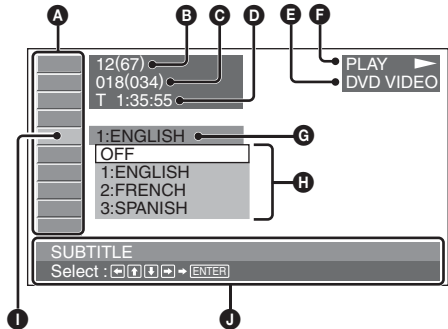 A B C D E F
12(67)
018(034)
T 1:35:55
PLAY
DVD VIDEO
1:ENGLISH
G
OFF
1:ENGLISH
2:FRENCH
3:SPANISH
H
SUBTITLE
Select : ENTER
I J